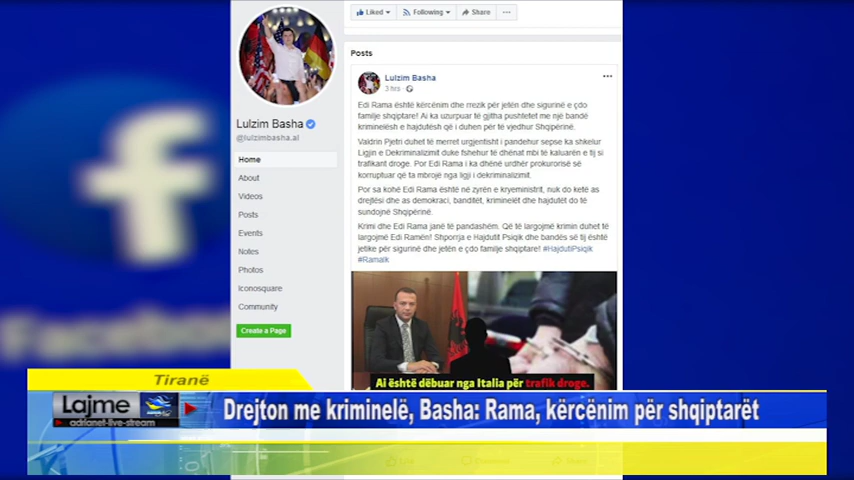 Liked
Following
Share
Posts
Lulzim Basha
3 hrs
Edi Rama është kërcënim dhe rrezik për jetën dhe sigurinë e çdo
familje shqiptare! Ai ka uzurpuar të gjitha pushtetet me një bandë
kriminelësh e hajdutësh që i duhen për të vjedhur Shqipërinë.
Valdrin Pjetri duhet të merret urgjentisht i pandehur sepse ka shkelur
Ligjin e Dekriminalizimit duke fshehur të dhënat mbi të kaluarën e tij si
trafikant droge. Por Edi Rama i ka dhënë urdhër prokurorisë së
korruptuar që ta mbrojë nga ligji i dekriminalizimit.
Por sa kohë Edi Rama është në zyrën e kryeministrit, nuk do ketë as
drejtësi dhe as demokraci, banditët, kriminelët dhe hajdutët do të
sundojnë Shqipërinë.
Krimi dhe Edi Rama janë të pandashëm. Që të largojmë krimin duhet të
largojmë Edi Ramën! Shporrja e Hajdutit Psiqik dhe bandës së tij është
jetike për sigurinë dhe jetën e çdo familje shqiptare! #HajdutiPsiqik
#RamaIk
Lulzim Basha
@lulzimbasha.al
Home
About
Videos
Posts
Events
Notes
Photos
Iconosquare
Community
Create a Page
Ai është dëbuar nga Italia për trafik droge.
Tiranë
Lajme
adrianet-live-stream
Drejton me kriminelë, Basha: Rama, kërcënim për shqiptarët